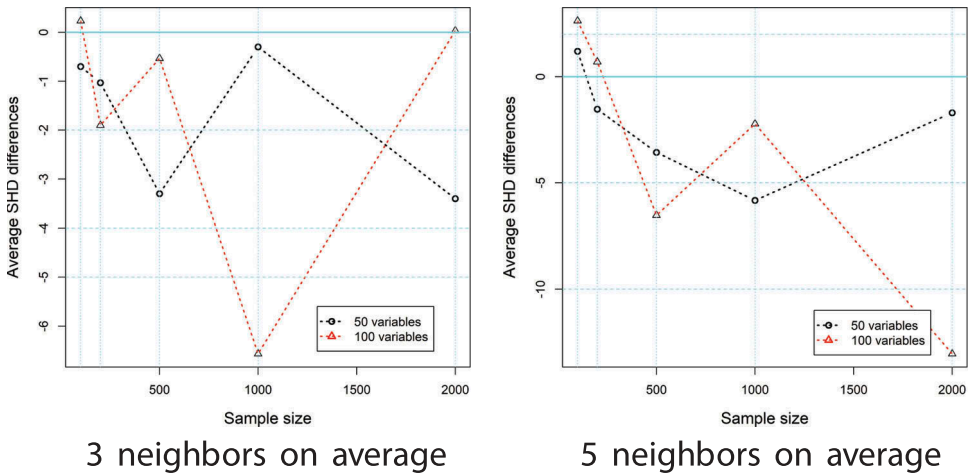 Average SHD differences
0
-1
-2
-3
-4
-5
-6
500
1000
1500
2000
Sample size
50 variables
100 variables
3 neighbors on average
Average SHD differences
0
-5
-10
500
1000
1500
2000
Sample size
50 variables
100 variables
5 neighbors on average